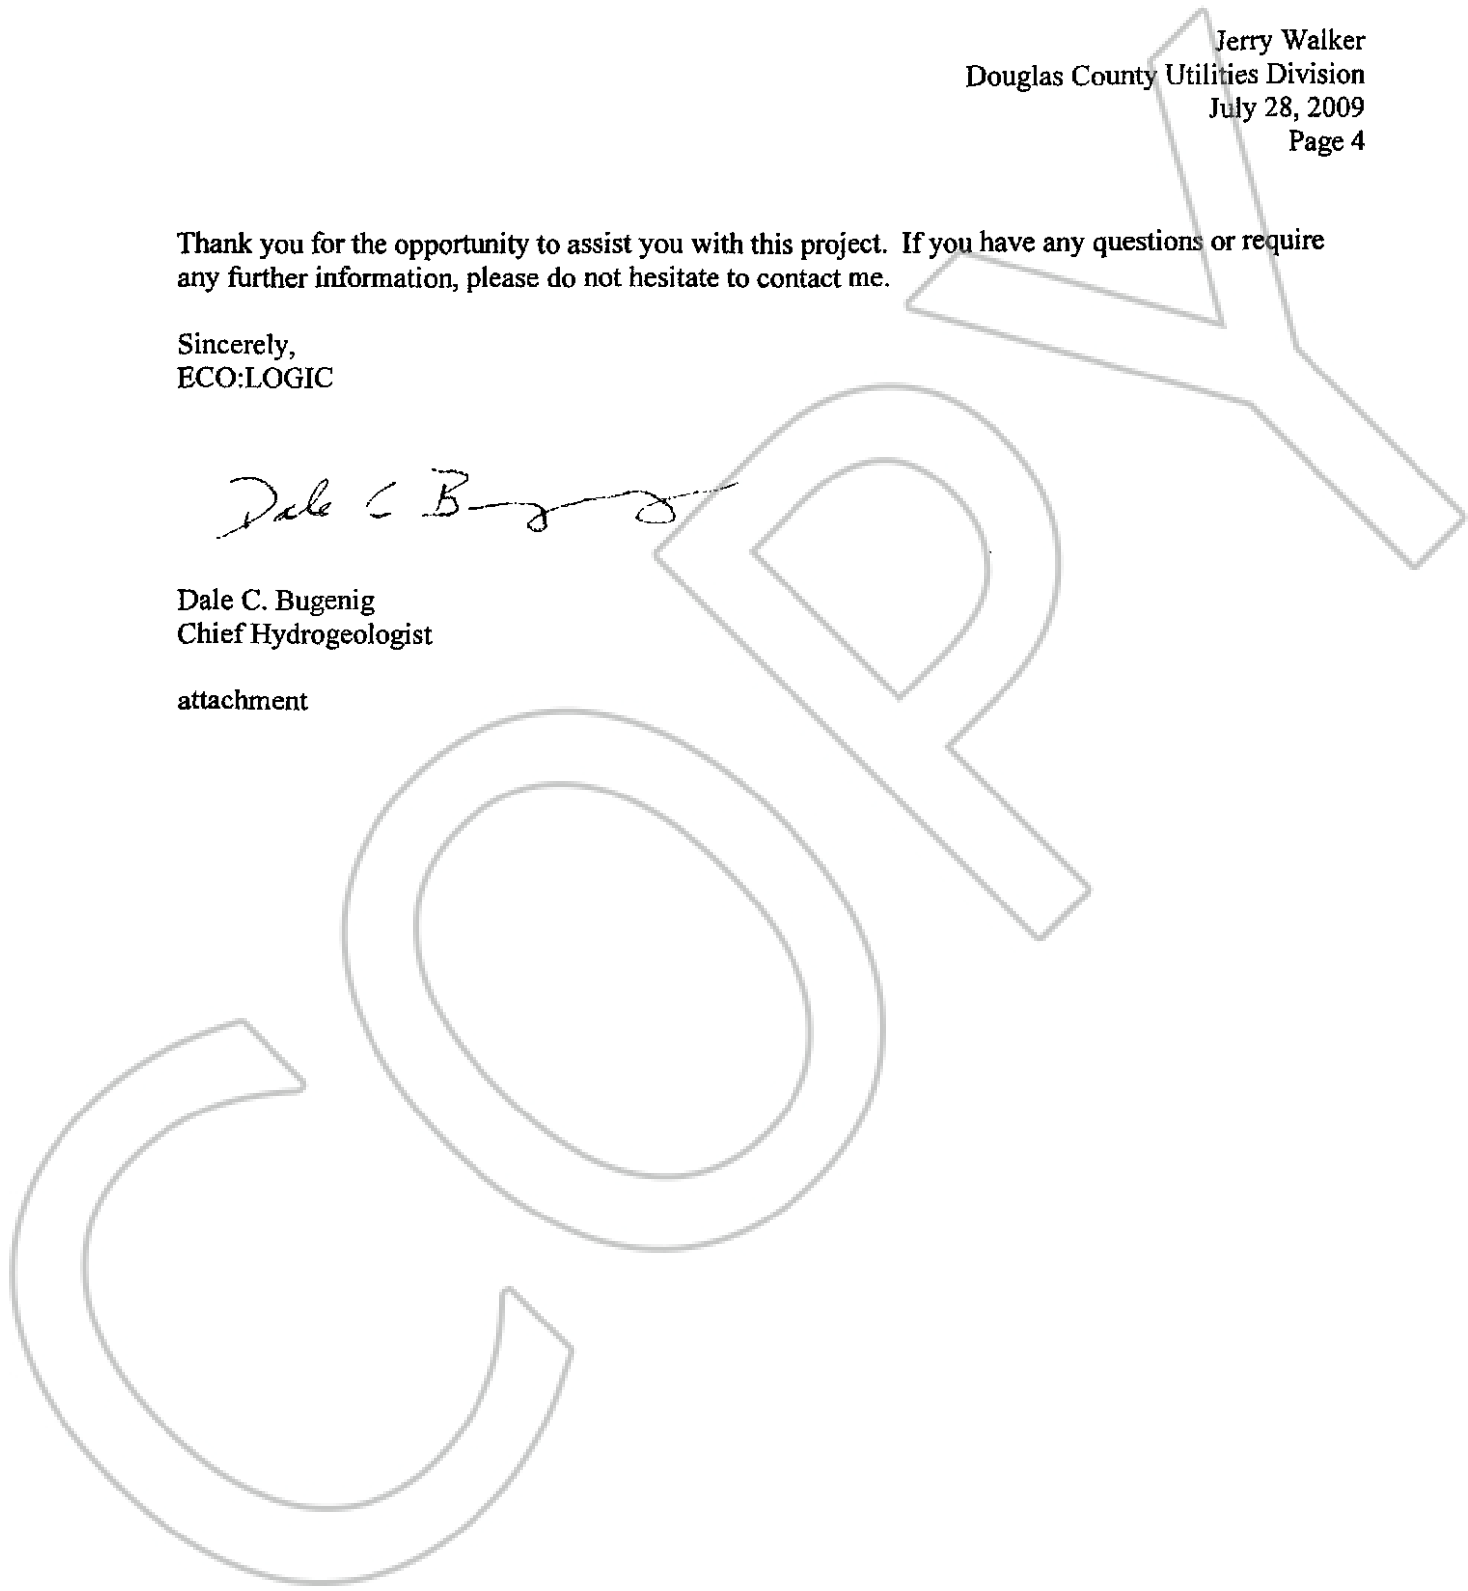 Jerry Walker
Douglas County Utilities Division
July 28, 2009
Page 4
Thank you for the opportunity to assist you with this project.  If you have any questions or require
any further information, please do not hesitate to contact me.
Sincerely,
ECO:LOGIC
Dale C Bugenig
Dale C. Bugenig
Chief Hydrogeologist
attachment
COPY